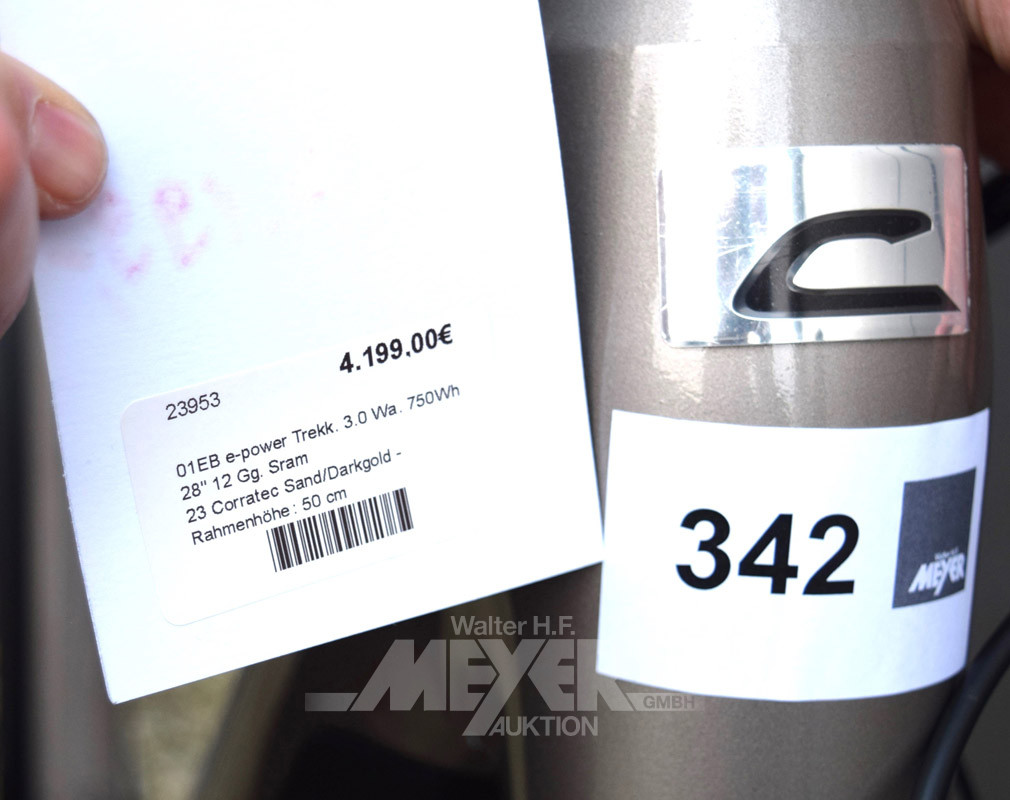 4.199.00€
23953
01EB e-power Trekk. 3.0 Wa. 750Wh
28" 12 Gg. Sram
23 Corratec Sand/Darkgold -
Rahmenhöhe: 50 cm
C
342
Walter H.F.
MEYER
Walter H.F.
MEYER
GMBH
AUKTION